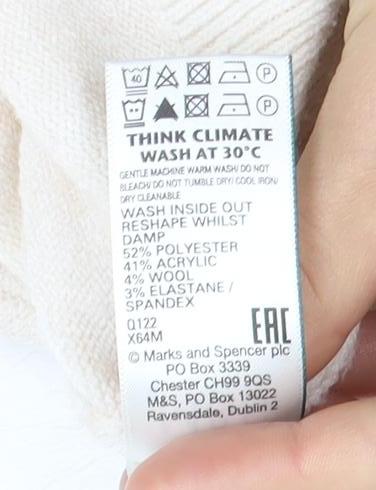 40 P
P
THINK CLIMATE
WASH AT 30°C
GENTLE MACHINE WARM WASH/ DO NOT
BLEACH/ DO NOT TUMBLE DRY/ COOL IRON/
DRY CLEANABLE
WASH INSIDE OUT
RESHAPE WHILST
DAMP
52% POLYESTER
41% ACRYLIC
4% WOOL
3% ELASTANE /
SPANDEX
Q122
X64M
EAC
© Marks and Spencer plc
PO Box 3339
Chester CH99 9QS
M&S, PO Box 13022
Ravensdale, Dublin 2